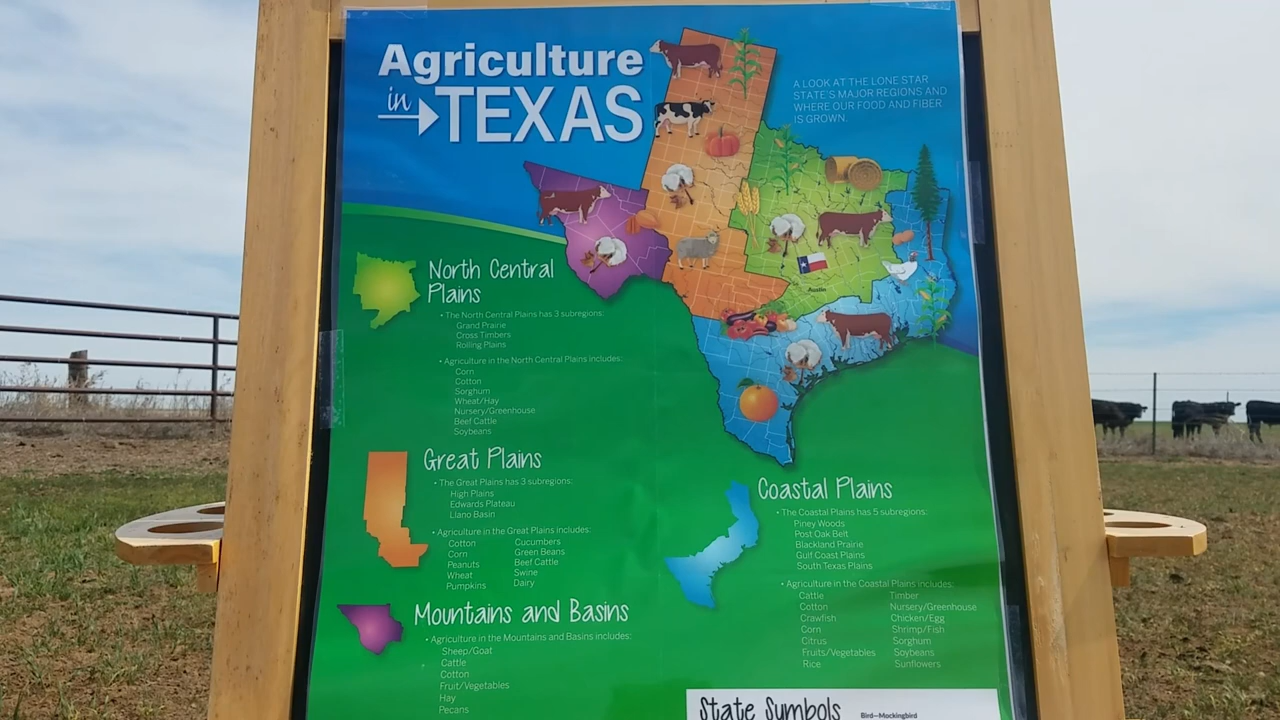 Agriculture
in TEXAS
A LOOK AT THE LONE STAR
STATE'S MAJOR REGIONS AND
WHERE OUR FOOD AND FIBER
IS GROWN.
Austin
North Central
Plains
• The North Central Plains has 3 subregions:
Grand Prairie
Cross Timbers
Rolling Plains
• Agriculture in the North Central Plains includes:
Corn
Cotton
Sorghum
Wheat/Hay
Nursery/Greenhouse
Beef Cattle
Soybeans
Great Plains
• The Great Plains has 3 subregions:
High Plains
Edwards Plateau
Llano Basin
• Agriculture in the Great Plains includes:
Cotton
Corn
Peanuts
Wheat
Pumpkins
Cucumbers
Green Beans
Beef Cattle
Swine
Dairy
Mountains and Basins
• Agriculture in the Mountains and Basins includes:
Sheep/Goat
Cattle
Cotton
Fruit/Vegetables
Hay
Pecans
Coastal Plains
• The Coastal Plains has 5 subregions:
Piney Woods
Post Oak Belt
Blackland Prairie
Gulf Coast Plains
South Texas Plains
• Agriculture in the Coastal Plains includes:
Cattle
Cotton
Crawfish
Corn
Citrus
Fruits/Vegetables
Rice
Timber
Nursery/Greenhouse
Chicken/Egg
Shrimp/Fish
Sorghum
Soybeans
Sunflowers
State Symbols
Bird—Mockingbird